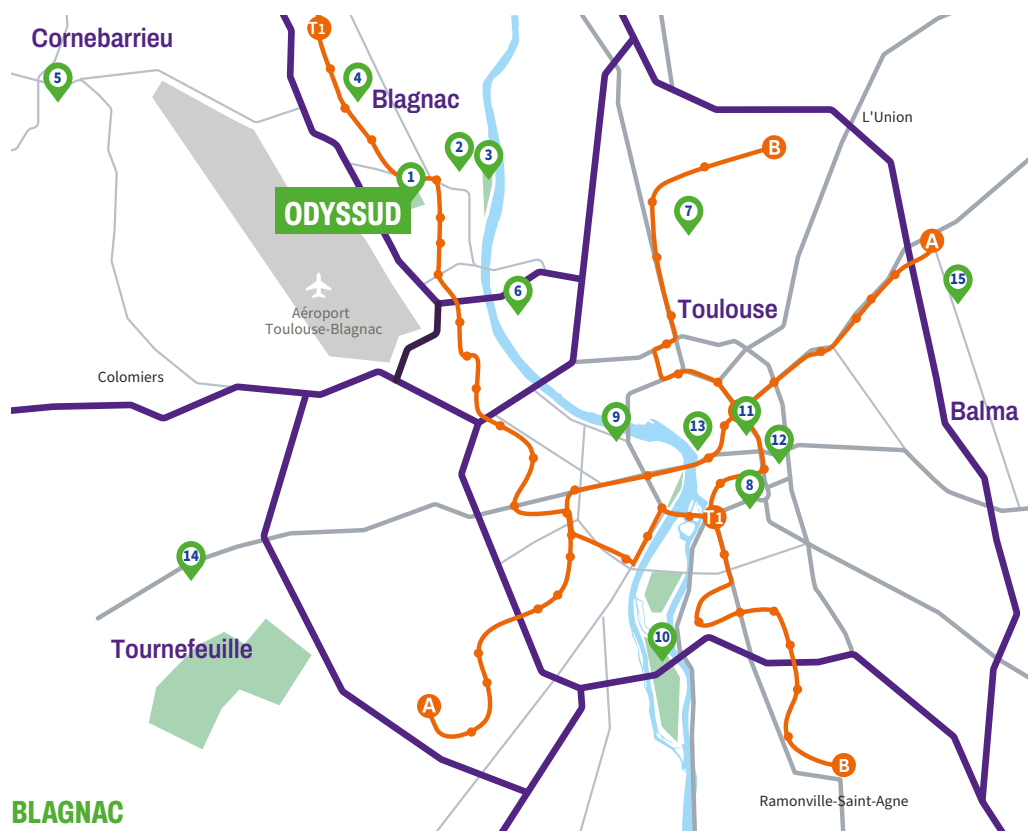 T1
Cornebarrieu
5
4
Blagnac
L'Union
2
3
B
1
ODYSSUD
7
A
15
6
Aéroport
Toulouse-Blagnac
Toulouse
Colomiers
Balma
9
11
13
12
8
T1
14
10
Tournefeuille
A
B
Ramonville-Saint-Agne
BLAGNAC